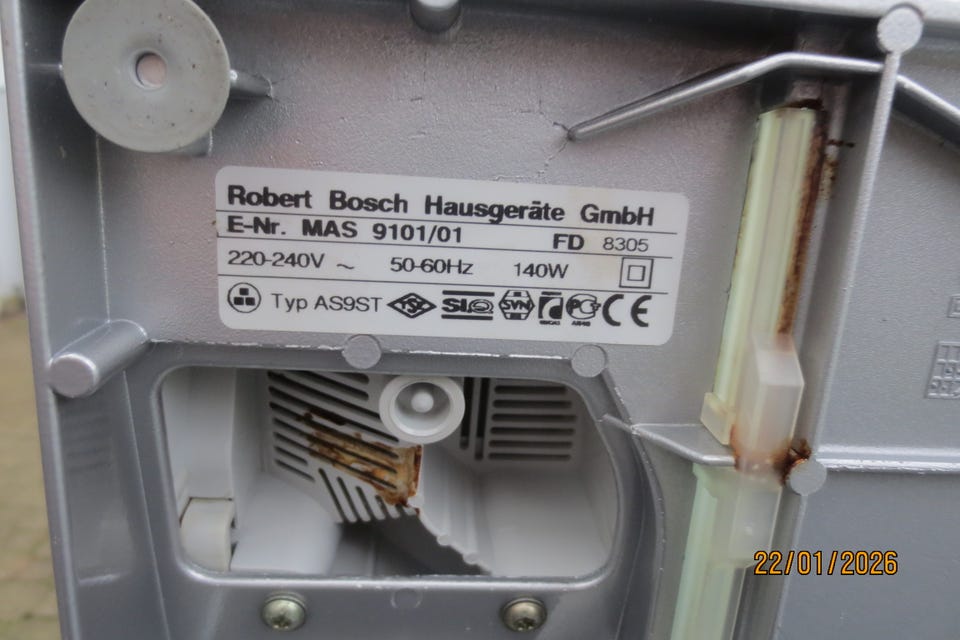 Robert Bosch Hausgeräte GmbH
E-Nr. MAS 9101/01 FD 8305
220-240V ~ 50-60Hz 140W
Typ AS9ST CE
22/01/2026